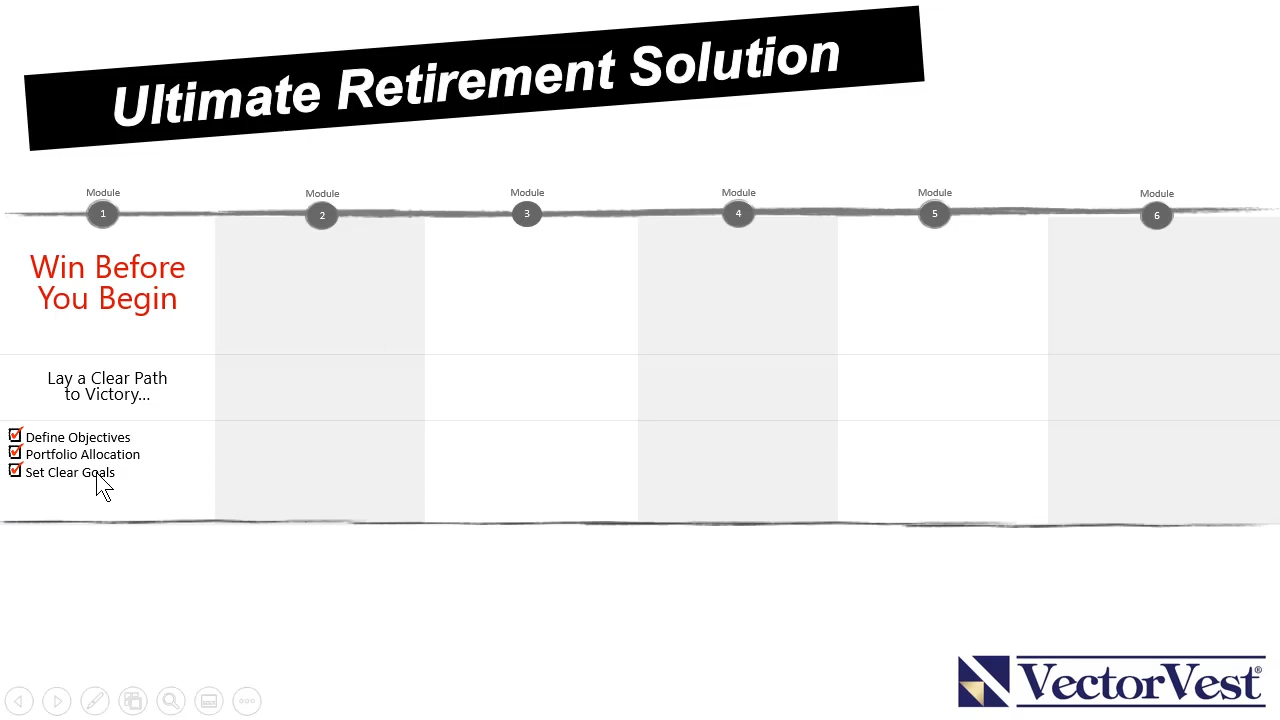 Ultimate Retirement Solution
Module Module Module Module Module Module
1 2 3 4 5 6
Win Before
You Begin
Lay a Clear Path
to Victory...
Define Objectives
Portfolio Allocation
Set Clear Goals
VectorVest®